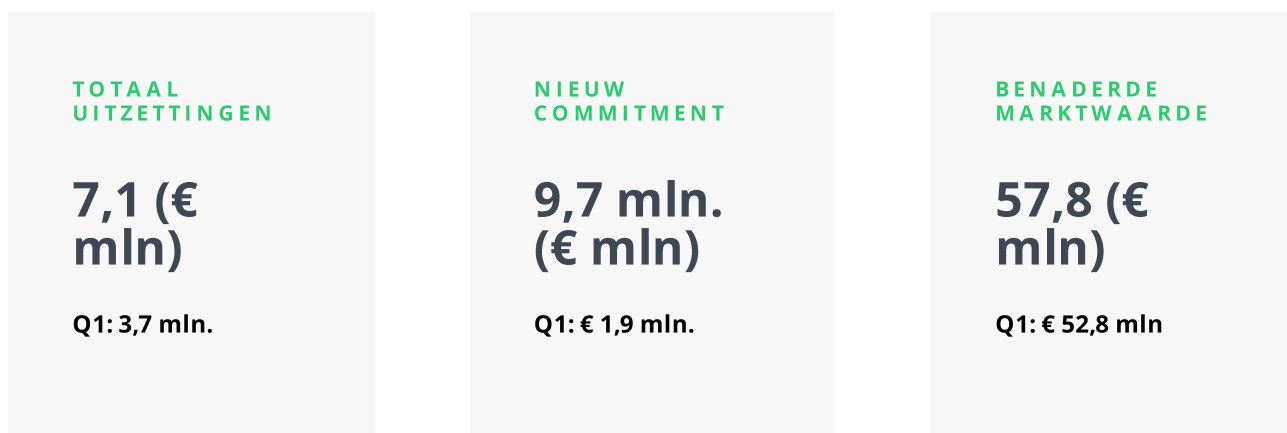 TOTAAL
UITZETTINGEN
7,1 (€
mln)
Q1: 3,7 mln.
NIEUW
COMMITMENT
9,7 mln.
(€ mln)
Q1: € 1,9 mln.
BENADERDE
MARKTWAARDE
57,8 (€
mln)
Q1: € 52,8 mln